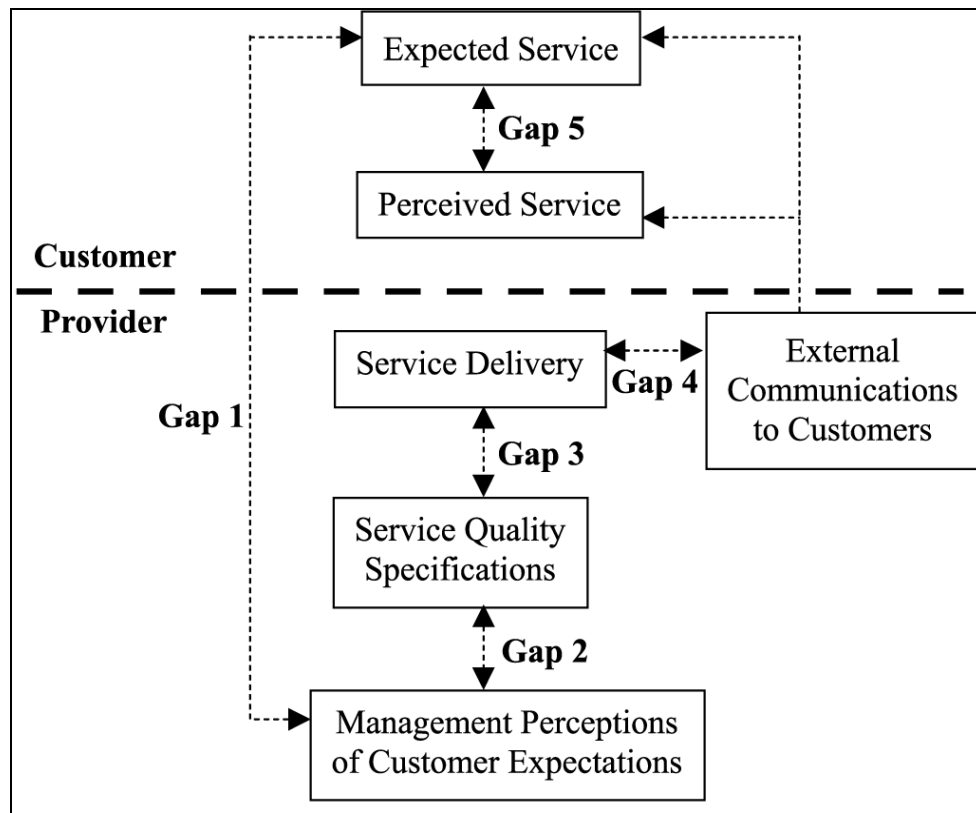 Expected Service
Gap 5
Perceived Service
Customer
Provider
Service Delivery
Gap 4
External
Communications
to Customers
Gap 1
Gap 3
Service Quality
Specifications
Gap 2
Management Perceptions
of Customer Expectations